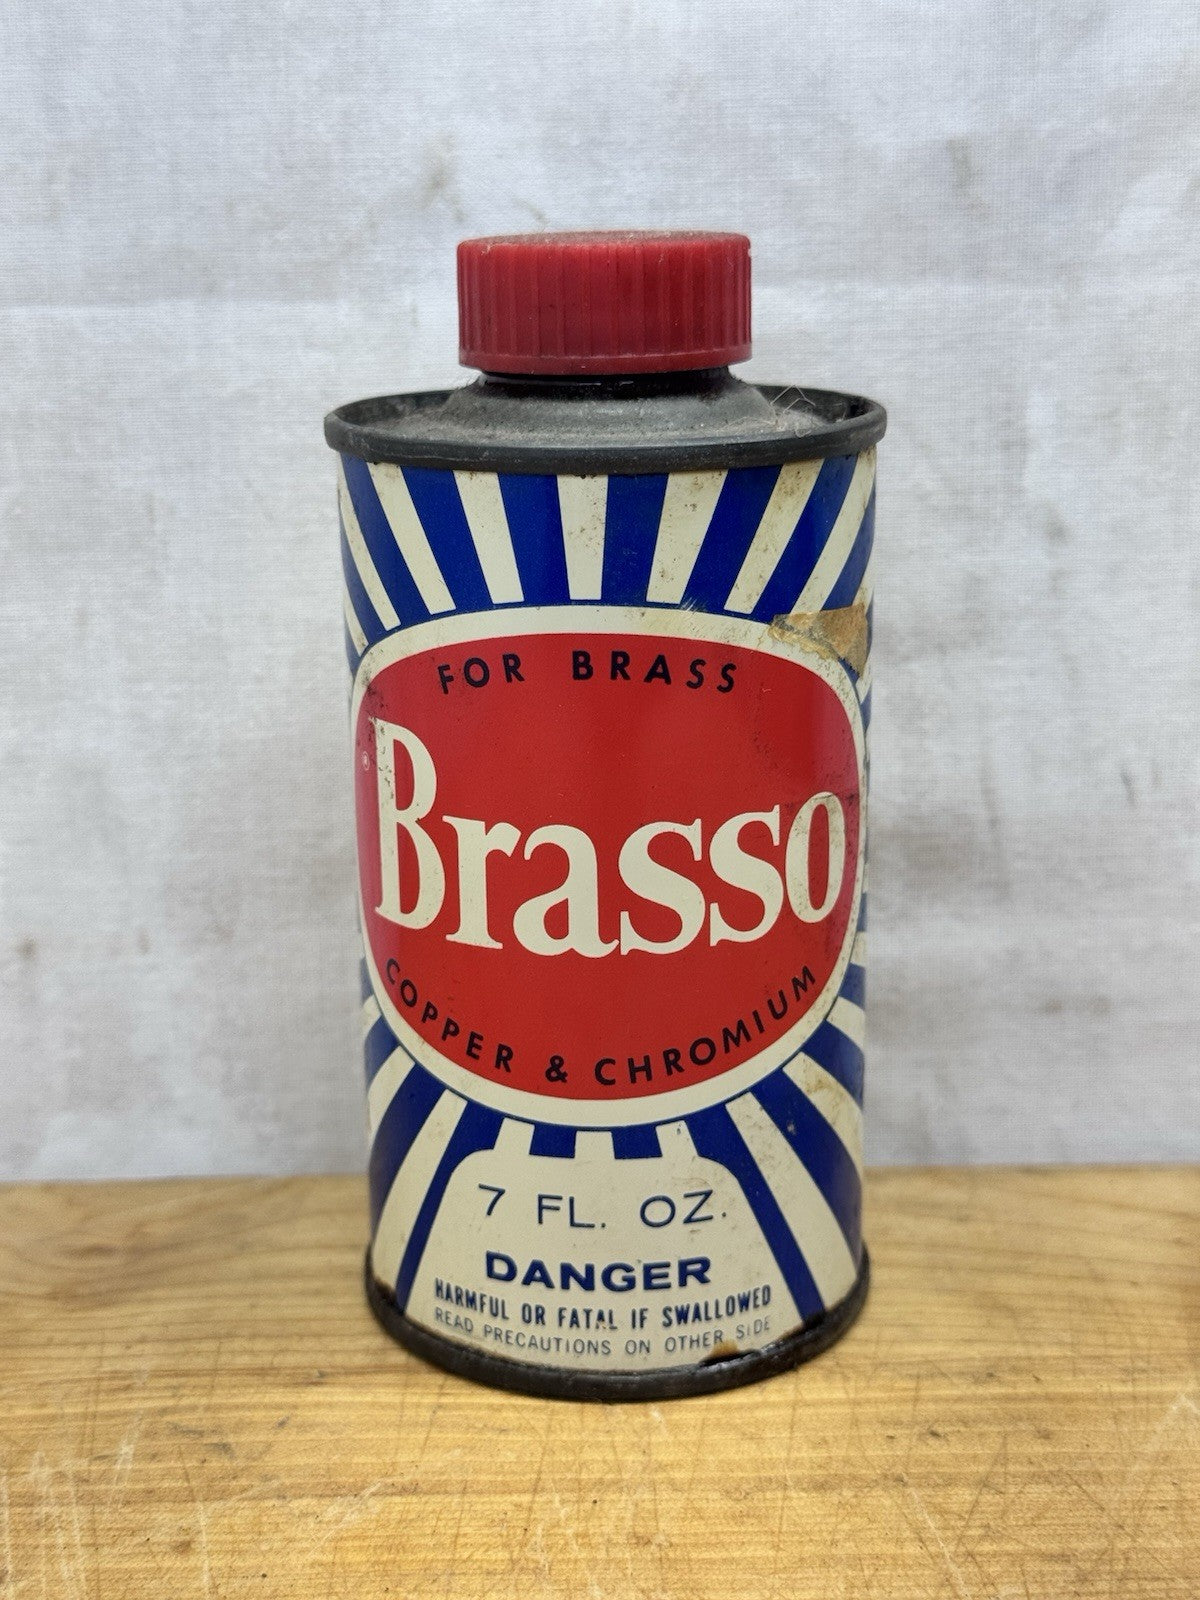 FOR BRASS
®
Brasso
COPPER & CHROMIUM
7 FL. OZ.
DANGER
HARMFUL OR FATAL IF SWALLOWED
READ PRECAUTIONS ON OTHER SIDE